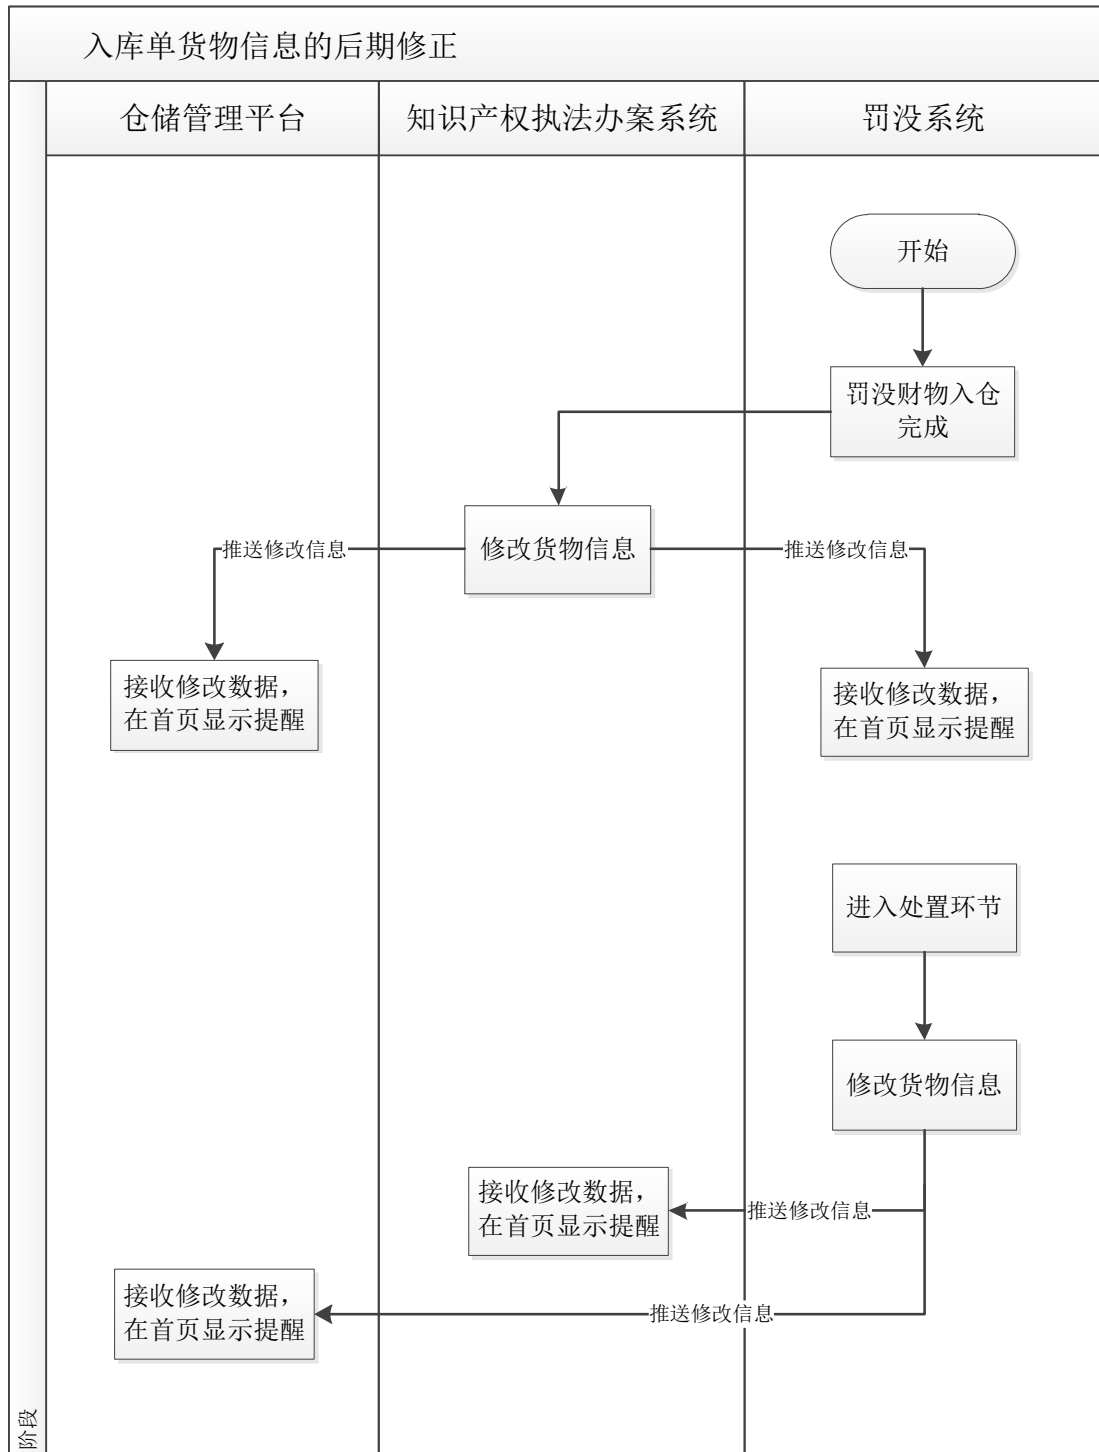 入库单货物信息的后期修正
仓储管理平台
知识产权执法办案系统
罚没系统
开始
罚没财物入仓
完成
修改货物信息
推送修改信息
推送修改信息
接收修改数据，
在首页显示提醒
接收修改数据，
在首页显示提醒
进入处置环节
修改货物信息
接收修改数据，
在首页显示提醒
推送修改信息
接收修改数据，
在首页显示提醒
推送修改信息
阶段